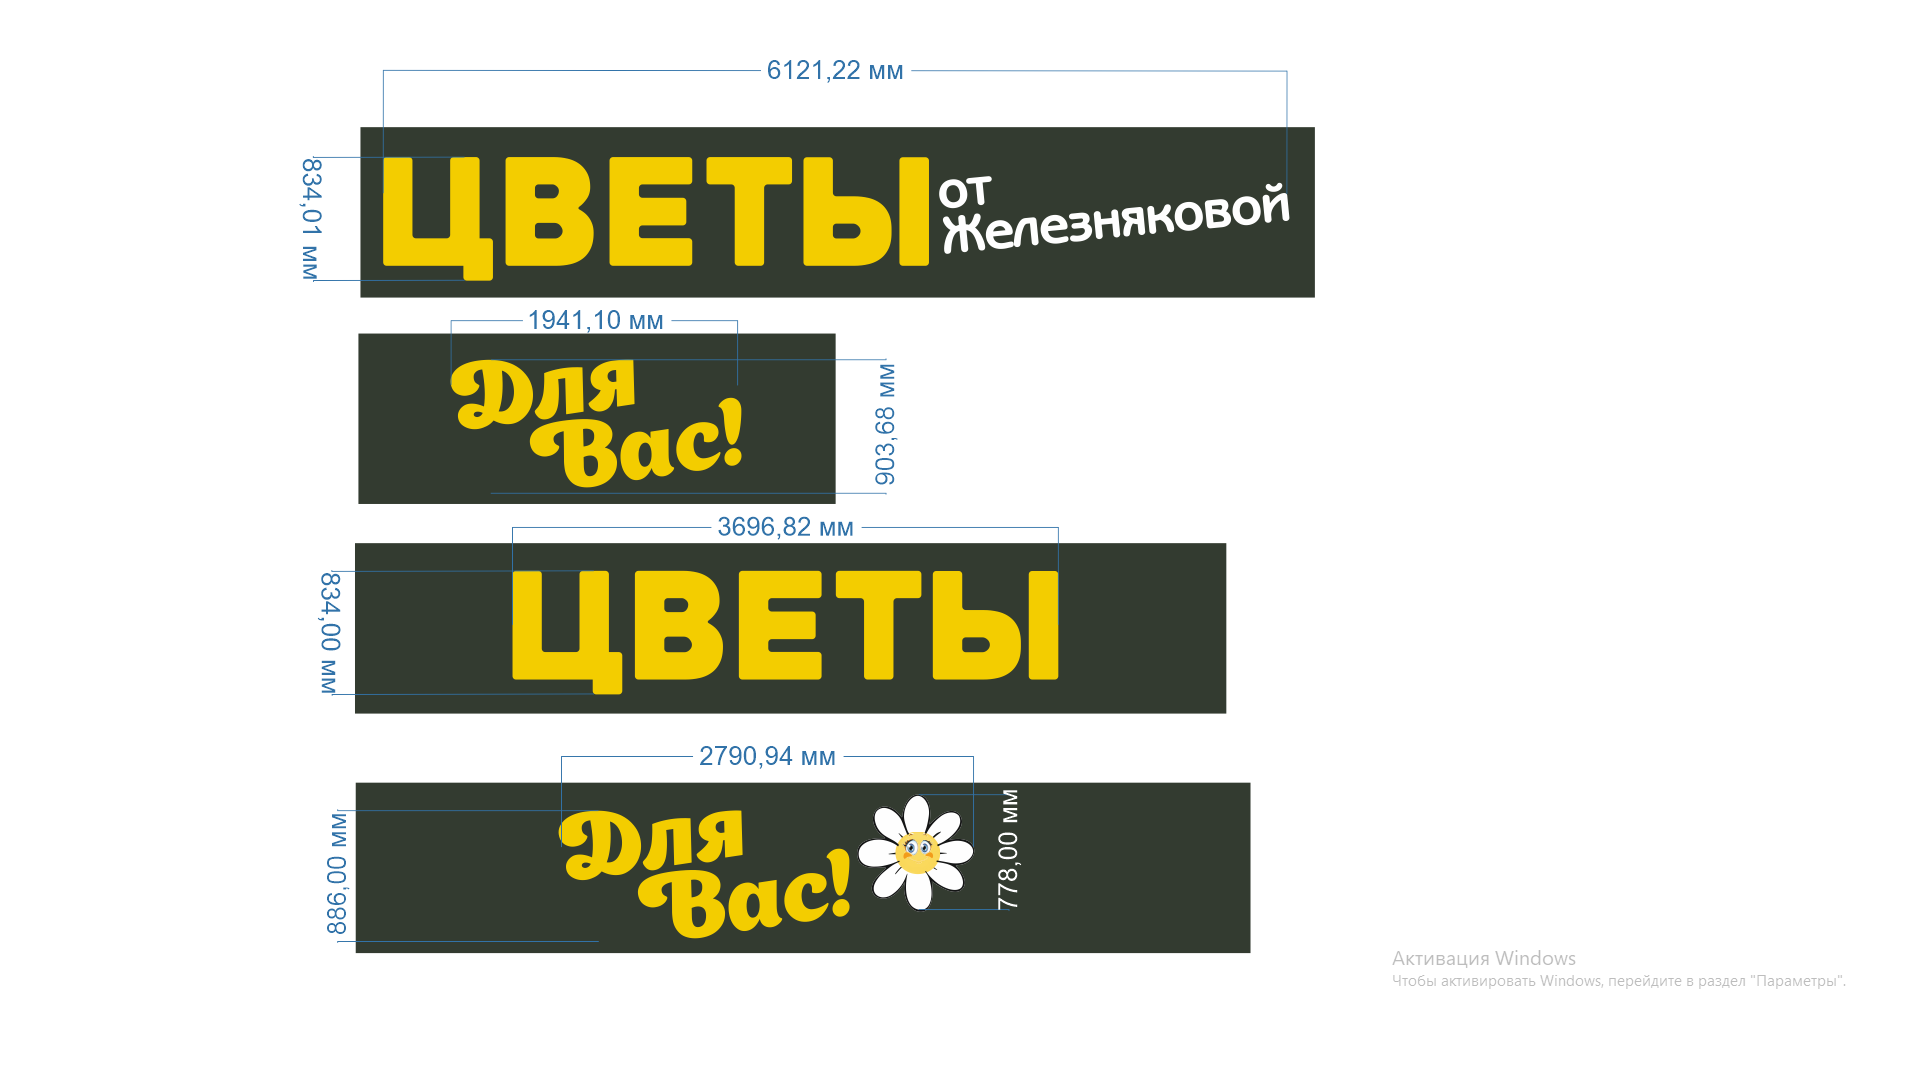 6121,22 мм
834,01 мм
ЦВЕТЫ
от
Железняковой
1941,10 мм
Для
Вас!
903,68 мм
3696,82 мм
834,00 мм
ЦВЕТЫ
2790,94 мм
886,00 мм
Для
Вас!
778,00 мм
Активация Windows
Чтобы активировать Windows, перейдите в раздел "Параметры".